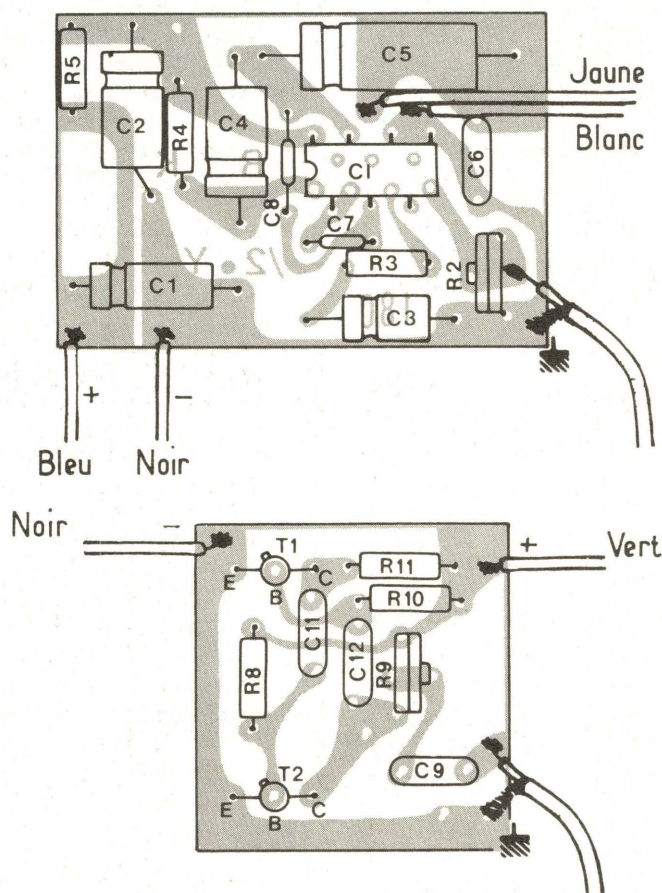 R5
C2
R4
C4
C5
Jaune
Blanc
C8
CI
C6
C7
R3
R2
C1
C3
+
-
Bleu
Noir
Noir
-
T1
+
Vert
E
B
C
R11
R10
C11
C12
R8
R9
T2
C9
E
B
C